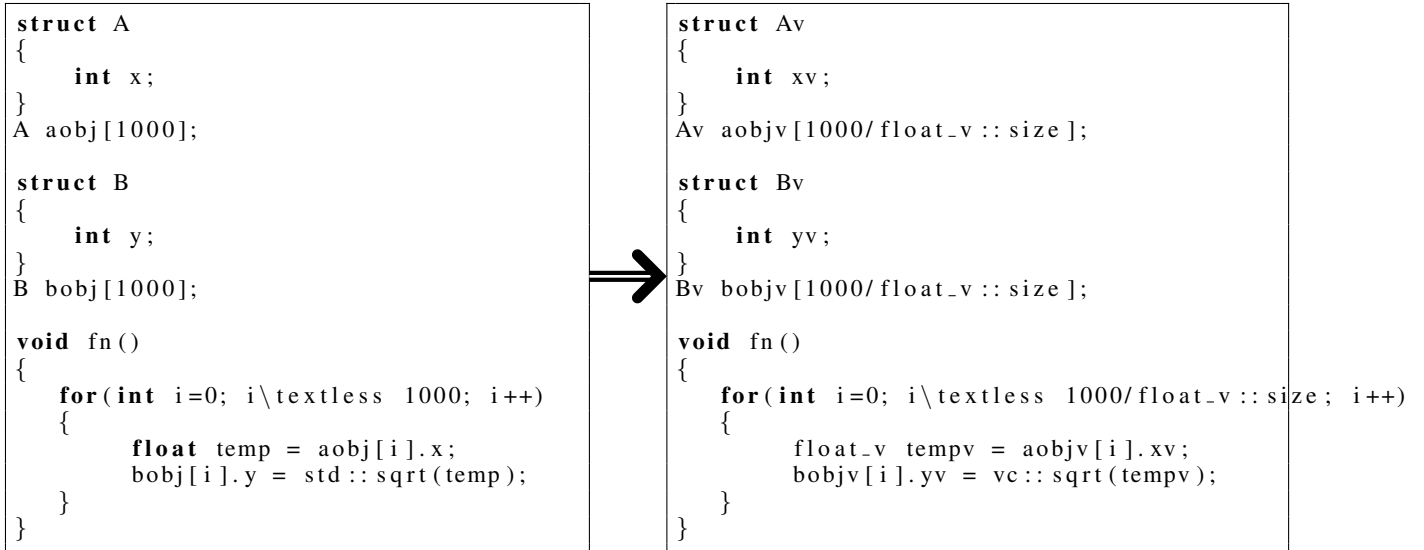 struct A
{
    int x;
}
A aobj[1000];

struct B
{
    int y;
}
B bobj[1000];

void fn()
{
   for(int i=0; i\textless 1000; i++)
   {
        float temp = aobj[i].x;
        bobj[i].y = std::sqrt(temp);
   }
}
struct Av
{
    int xv;
}
Av aobjv[1000/float_v::size];

struct Bv
{
    int yv;
}
Bv bobjv[1000/float_v::size];

void fn()
{
   for(int i=0; i\textless 1000/float_v::size; i++)
   {
        float_v tempv = aobjv[i].xv;
        bobjv[i].yv = vc::sqrt(tempv);
   }
}